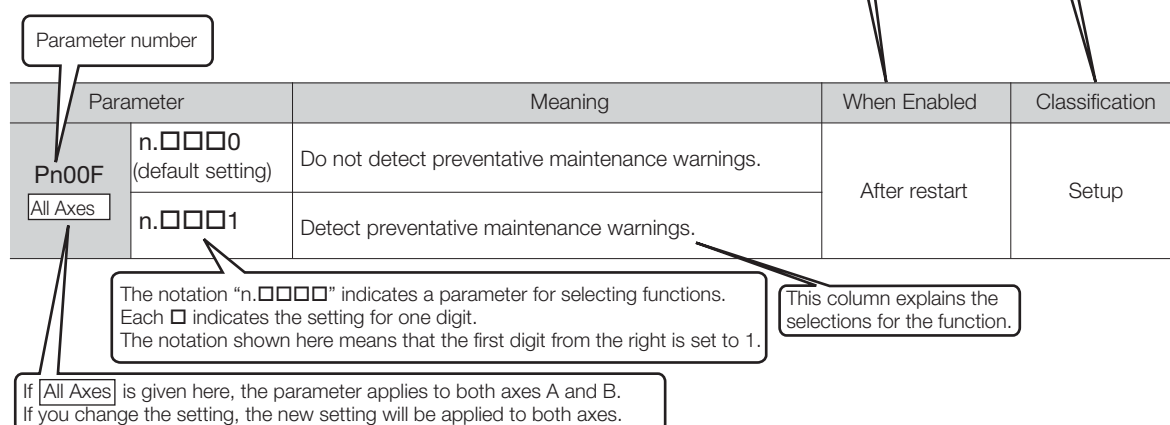 Parameter number
Parameter Meaning When Enabled Classification
Pn00F
All Axes
n.□□□0
(default setting)
Do not detect preventative maintenance warnings.
n.□□□1
Detect preventative maintenance warnings.
After restart
Setup
The notation “n.□□□□” indicates a parameter for selecting functions.
Each □ indicates the setting for one digit.
The notation shown here means that the first digit from the right is set to 1.
This column explains the
selections for the function.
If All Axes is given here, the parameter applies to both axes A and B.
If you change the setting, the new setting will be applied to both axes.